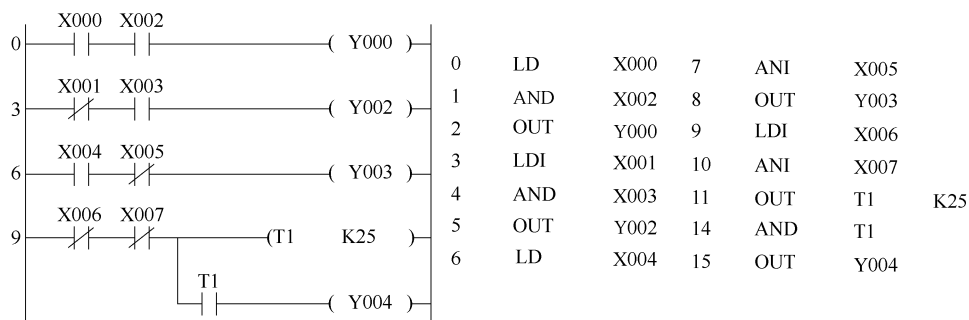 X000 X002
0 ( Y000 )
X001 X003
3 ( Y002 )
X004 X005
6 ( Y003 )
X006 X007
9 (T1 K25 )
T1
( Y004 )
0 LD X000 7 ANI X005
1 AND X002 8 OUT Y003
2 OUT Y000 9 LDI X006
3 LDI X001 10 ANI X007
4 AND X003 11 OUT T1 K25
5 OUT Y002 14 AND T1
6 LD X004 15 OUT Y004